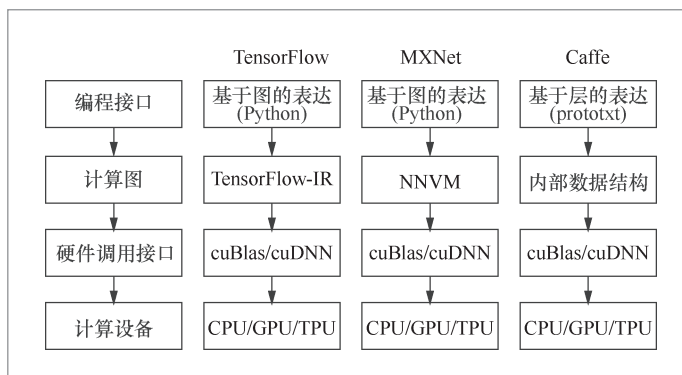 TensorFlow MXNet Caffe
编程接口 基于图的表达 基于图的表达 基于层的表达
(Python) (Python) (prototxt)
计算图 TensorFlow-IR NNVM 内部数据结构
硬件调用接口 cuBlas/cuDNN cuBlas/cuDNN cuBlas/cuDNN
计算设备 CPU/GPU/TPU CPU/GPU/TPU CPU/GPU/TPU